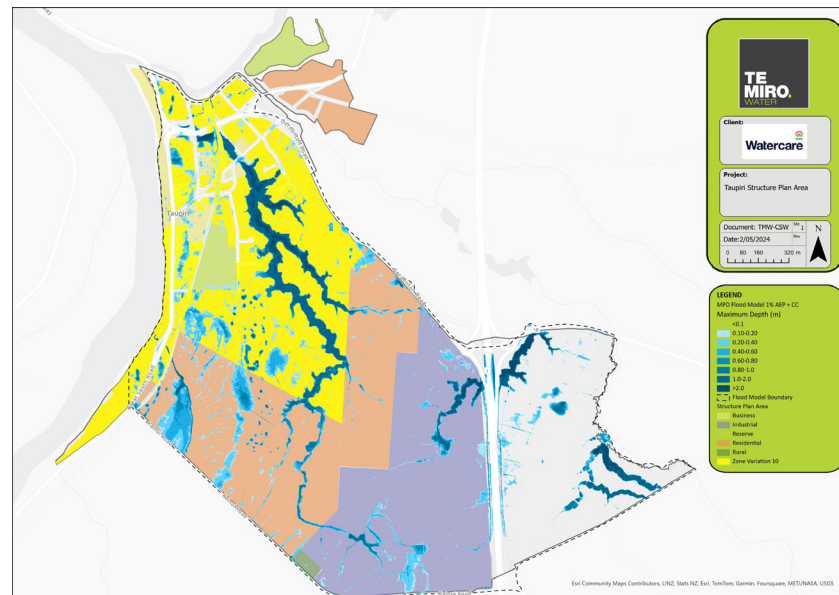 TE
MIRO.
WATER
Client:
Watercare
Project:
Taupiri Structure Plan Area
Document: TMW-CSW
Sht 1
Rev
Date:2/05/2024
N
0 80 160 320 m
LEGEND
MPD Flood Model 1% AEP + CC
Maximum Depth (m)
<0.1
0.10-0.20
0.20-0.40
0.40-0.60
0.60-0.80
0.80-1.0
1.0-2.0
>2.0
Flood Model Boundary
Structure Plan Area
Business
Industrial
Reserve
Residential
Rural
Zone Variation 10
Taupiri
Esri Community Maps Contributors, LINZ, Stats NZ, Esri, TomTom, Garmin, Foursquare, METI/NASA, USGS